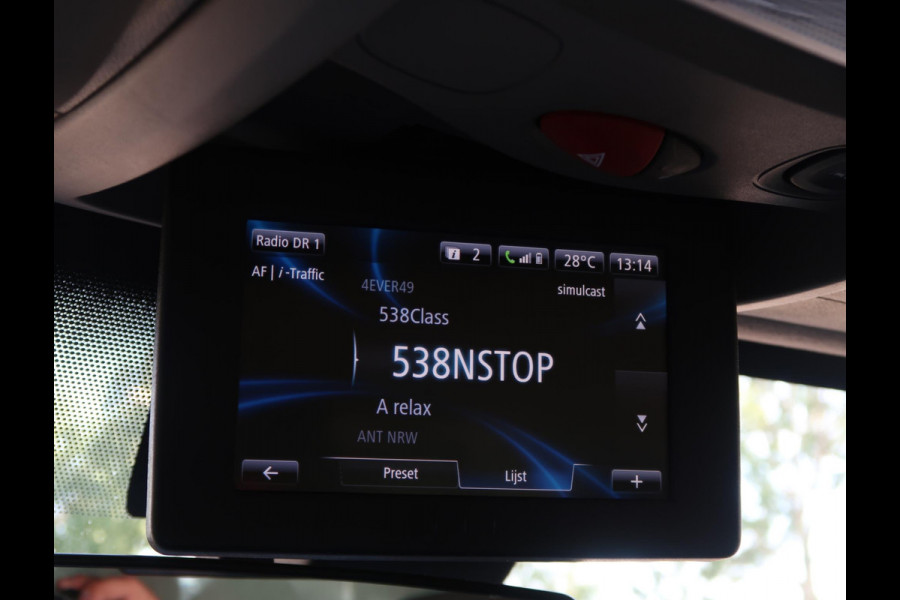 Radio DR 1
i 2
28°C
13:14
AF | i-Traffic
4EVER49
simulcast
538Class
538NSTOP
A relax
ANT NRW
Preset
Lijst
+